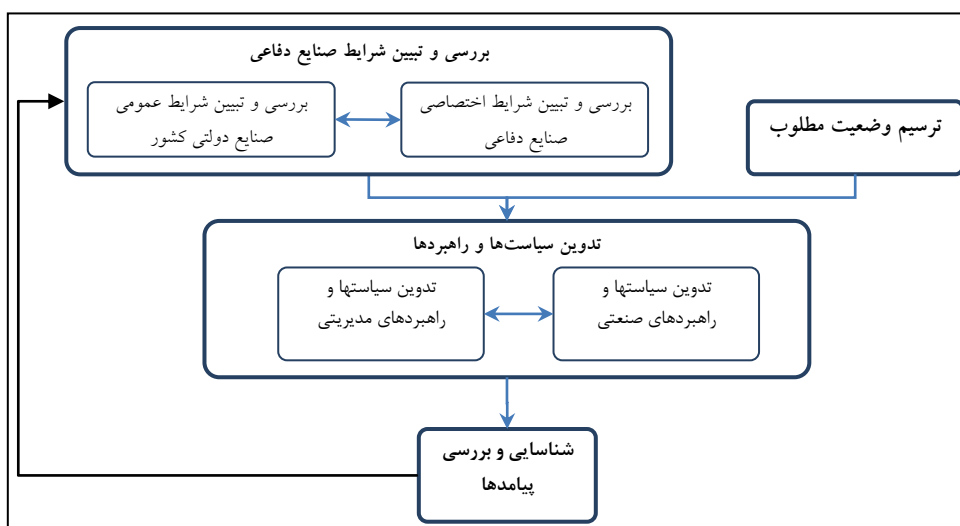 بررسی و تبیین شرایط صنایع دفاعی
بررسی و تبیین شرایط اختصاصی
صنایع دفاعی
بررسی و تبیین شرایط عمومی
صنایع دولتی کشور
ترسیم وضعیت مطلوب
تدوین سیاست‌ها و راهبردها
تدوین سیاستها و
راهبردهای صنعتی
تدوین سیاستها و
راهبردهای مدیریتی
شناسایی و بررسی
پیامدها